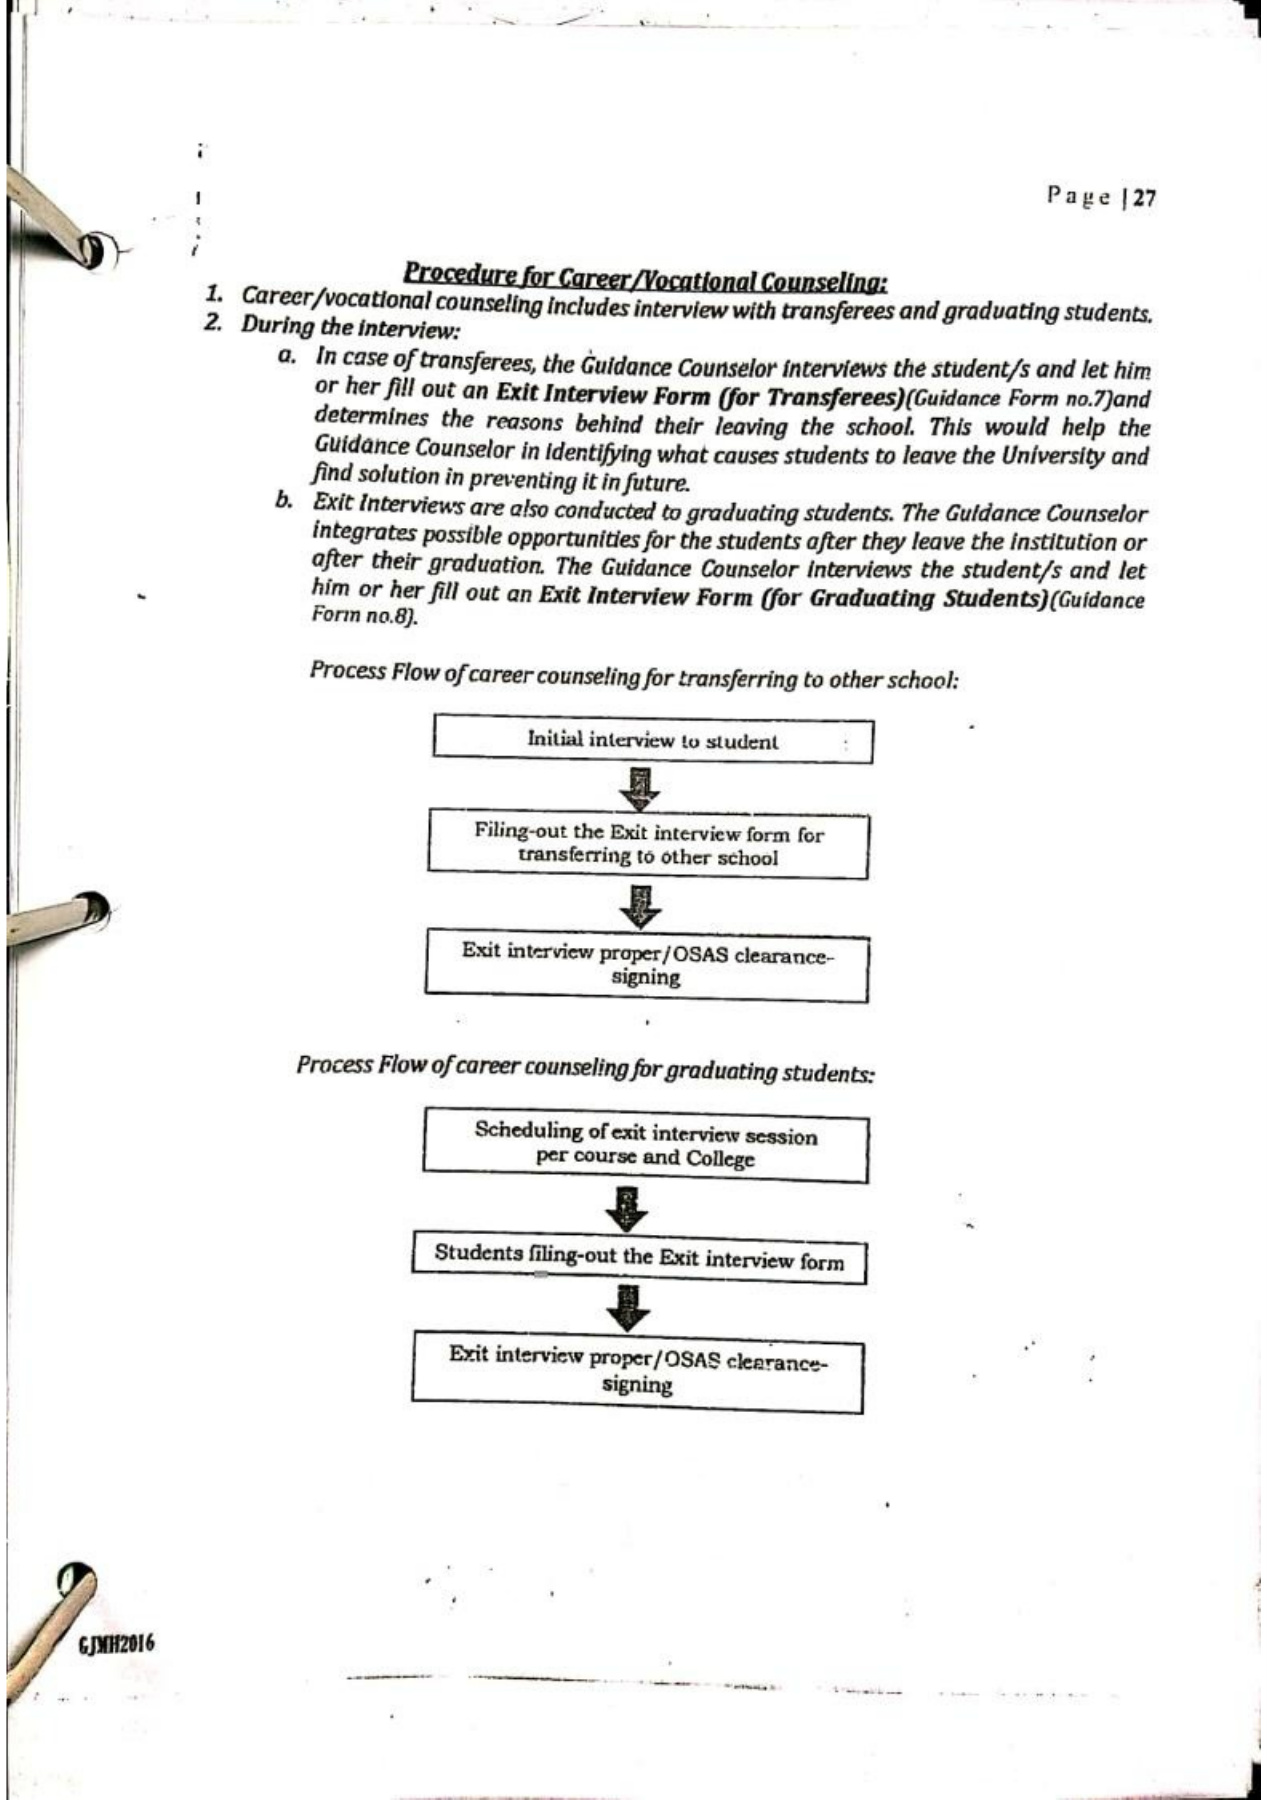 Page |27
Procedure for Career/Vocational Counseling:
1. Career/vocational counseling includes interview with transferees and graduating students.
2. During the interview:
a. In case of transferees, the Guidance Counselor interviews the student/s and let him
or her fill out an Exit Interview Form (for Transferees)(Guidance Form no.7)and
determines the reasons behind their leaving the school. This would help the
Guidance Counselor in identifying what causes students to leave the University and
find solution in preventing it in future.
b. Exit Interviews are also conducted to graduating students. The Guidance Counselor
integrates possible opportunities for the students after they leave the institution or
after their graduation. The Guidance Counselor interviews the student/s and let
him or her fill out an Exit Interview Form (for Graduating Students)(Guidance
Form no.8).
Process Flow of career counseling for transferring to other school:
Initial interview to student
Filing-out the Exit interview form for
transferring to other school
Exit interview proper/OSAS clearance-
signing
Process Flow of career counseling for graduating students:
Scheduling of exit interview session
per course and College
Students filing-out the Exit interview form
Exit interview proper/OSAS clearance-
signing
GJMH2016